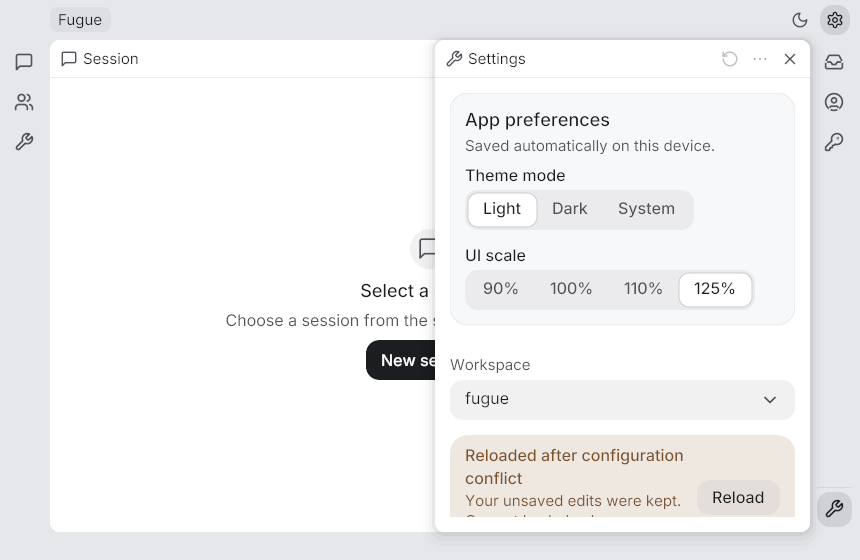 Fugue
Session
Settings
App preferences
Saved automatically on this device.
Theme mode
Light Dark System
UI scale
90% 100% 110% 125%
Select a
Choose a session from the
New se
Workspace
fugue
Reloaded after configuration
conflict
Your unsaved edits were kept.
Reload